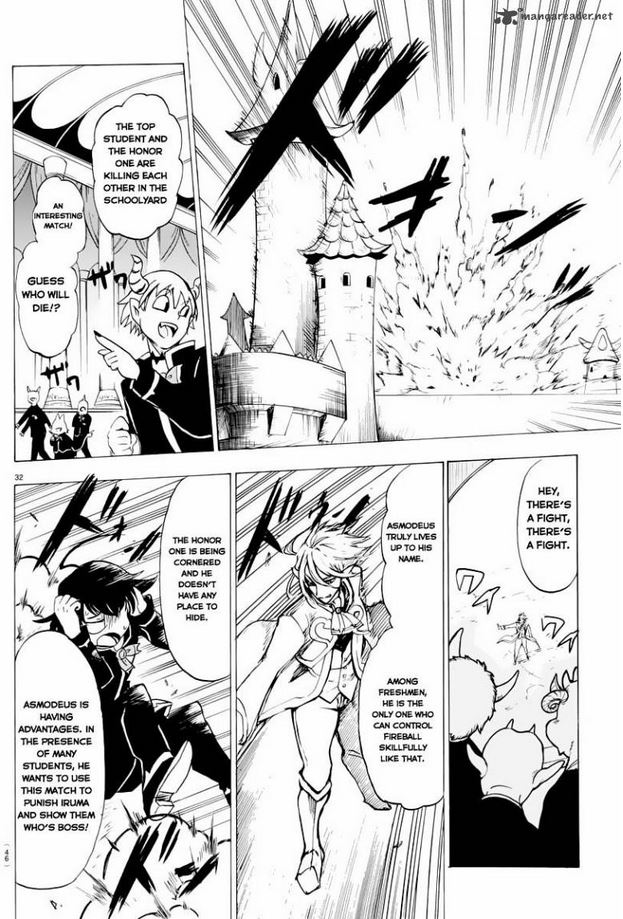 mangareader.net
ドォン
THE TOP
STUDENT AND
THE HONOR
ONE ARE
KILLING EACH
OTHER IN THE
SCHOOLYARD
AN
INTERESTING
MATCH!
GUESS
WHO WILL
DIE!?
HEY,
THERE'S
A FIGHT,
THERE'S
A FIGHT.
ASMODEUS
TRULY LIVES
UP TO HIS
NAME.
AMONG
FRESHMEN,
HE IS THE
ONLY ONE WHO
CAN CONTROL
FIREBALL
SKILLFULLY
LIKE THAT.
32
THE HONOR
ONE IS BEING
CORNERED
AND HE
DOESN'T
HAVE ANY
PLACE TO
HIDE.
ASMODEUS IS
HAVING
ADVANTAGES. IN
THE PRESENCE
OF MANY
STUDENTS, HE
WANTS TO USE
THIS MATCH TO
PUNISH IRUMA
AND SHOW THEM
WHO'S BOSS!
(46)